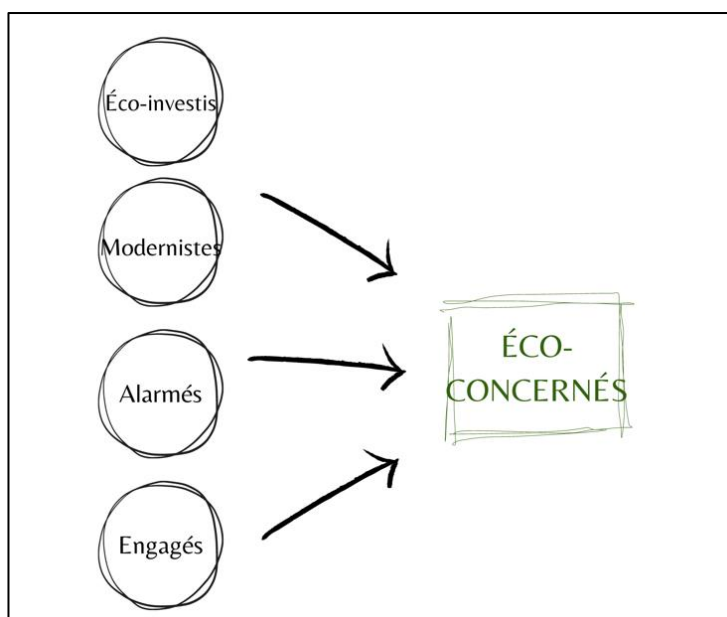 Éco-investis
Modernistes
Alarmés
Engagés
ÉCO-
CONCERNÉS